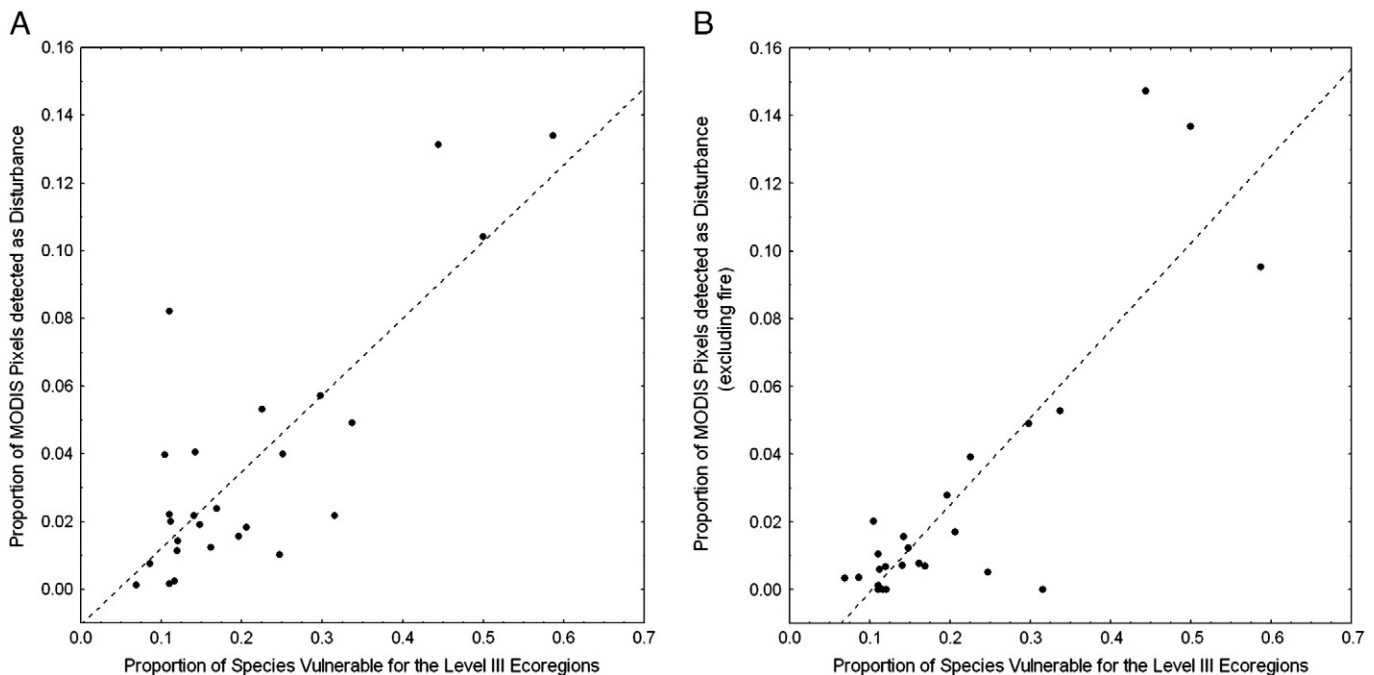 A
Proportion of MODIS Pixels detected as Disturbance
0.16
0.14
0.12
0.10
0.08
0.06
0.04
0.02
0.00
0.0 0.1 0.2 0.3 0.4 0.5 0.6 0.7
Proportion of Species Vulnerable for the Level III Ecoregions
B
Proportion of MODIS Pixels detected as Disturbance
(excluding fire)
0.16
0.14
0.12
0.10
0.08
0.06
0.04
0.02
0.00
0.0 0.1 0.2 0.3 0.4 0.5 0.6 0.7
Proportion of Species Vulnerable for the Level III Ecoregions